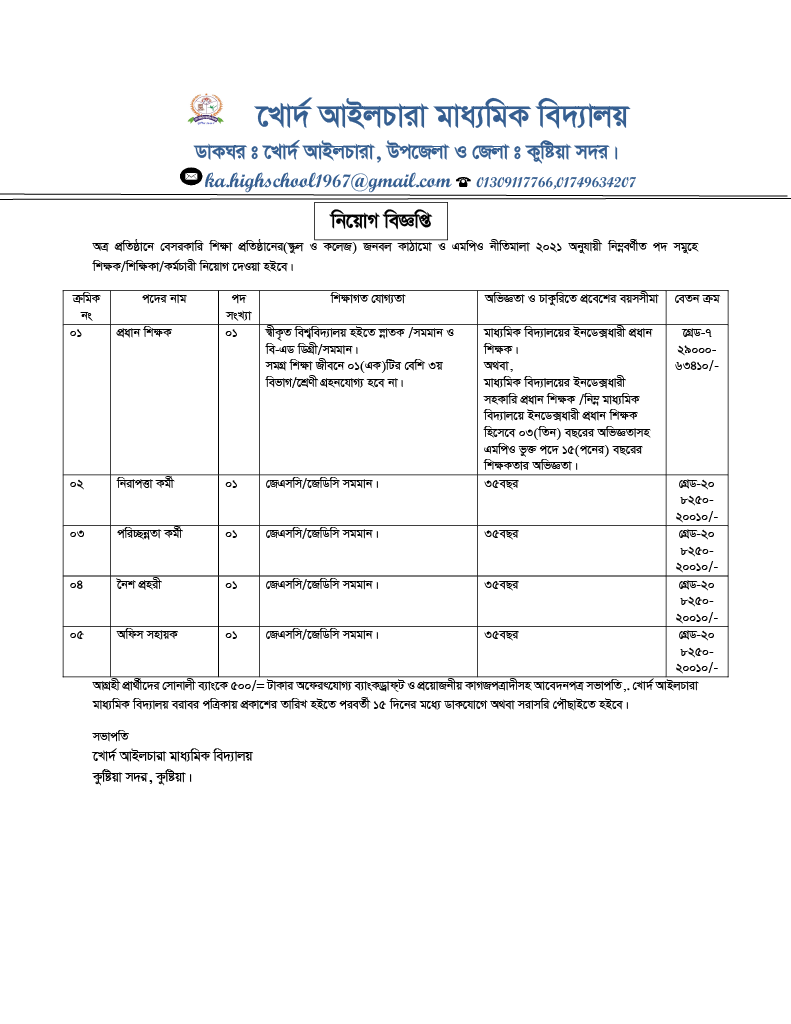 খোর্দ আইলচারা মাধ্যমিক বিদ্যালয়
ডাকঘর ঃ খোর্দ আইলচারা, উপজেলা ও জেলা ঃ কুষ্টিয়া সদর।
ka.highschool1967@gmail.com ☎ 01309117766,01749634207
নিয়োগ বিজ্ঞপ্তি
অত্র প্রতিষ্ঠানে বেসরকারি শিক্ষা প্রতিষ্ঠানের(স্কুল ও কলেজ) জনবল কাঠামো ও এমপিও নীতিমালা ২০২১ অনুযায়ী নিম্নবর্ণীত পদ সমুহে
শিক্ষক/শিক্ষিকা/কর্মচারী নিয়োগ দেওয়া হইবে।
ক্রমিক নং পদের নাম পদ সংখ্যা শিক্ষাগত যোগ্যতা অভিজ্ঞতা ও চাকুরিতে প্রবেশের বয়সসীমা বেতন ক্রম
০১ প্রধান শিক্ষক ০১ স্বীকৃত বিশ্ববিদ্যালয় হইতে স্নাতক /সমমান ও
বি-এড ডিগ্রী/সমমান।
সমগ্র শিক্ষা জীবনে ০১(এক)টির বেশি ৩য়
বিভাগ/শ্রেণী গ্রহনযোগ্য হবে না।
মাধ্যমিক বিদ্যালয়ের ইনডেক্সধারী প্রধান
শিক্ষক।
অথবা,
মাধ্যমিক বিদ্যালয়ের ইনডেক্সধারী
সহকারি প্রধান শিক্ষক /নিম্ন মাধ্যমিক
বিদ্যালয়ে ইনডেক্সধারী প্রধান শিক্ষক
হিসেবে ০৩(তিন) বছরের অভিজ্ঞতাসহ
এমপিও ভুক্ত পদে ১৫(পনের) বছরের
শিক্ষকতার অভিজ্ঞতা।
গ্রেড-৭
২৯০০০-
৬৩৪১০/-
০২ নিরাপত্তা কর্মী ০১ জেএসসি/জেডিসি সমমান। ৩৫বছর গ্রেড-২০
৮২৫০-
২০০১০/-
০৩ পরিচ্ছন্নতা কর্মী ০১ জেএসসি/জেডিসি সমমান। ৩৫বছর গ্রেড-২০
৮২৫০-
২০০১০/-
০৪ নৈশ প্রহরী ০১ জেএসসি/জেডিসি সমমান। ৩৫বছর গ্রেড-২০
৮২৫০-
২০০১০/-
০৫ অফিস সহায়ক ০১ জেএসসি/জেডিসি সমমান। ৩৫বছর গ্রেড-২০
৮২৫০-
২০০১০/-
আগ্রহী প্রার্থীদের সোনালী ব্যাংকে ৫০০/= টাকার অফেরৎযোগ্য ব্যাংকড্রাফ্ট ও প্রয়োজনীয় কাগজপত্রাদীসহ আবেদনপত্র সভাপতি,. খোর্দ আইলচারা
মাধ্যমিক বিদ্যালয় বরাবর পত্রিকায় প্রকাশের তারিখ হইতে পরবর্তী ১৫ দিনের মধ্যে ডাকযোগে অথবা সরাসরি পৌছাইতে হইবে।
সভাপতি
খোর্দ আইলচারা মাধ্যমিক বিদ্যালয়
কুষ্টিয়া সদর, কুষ্টিয়া।